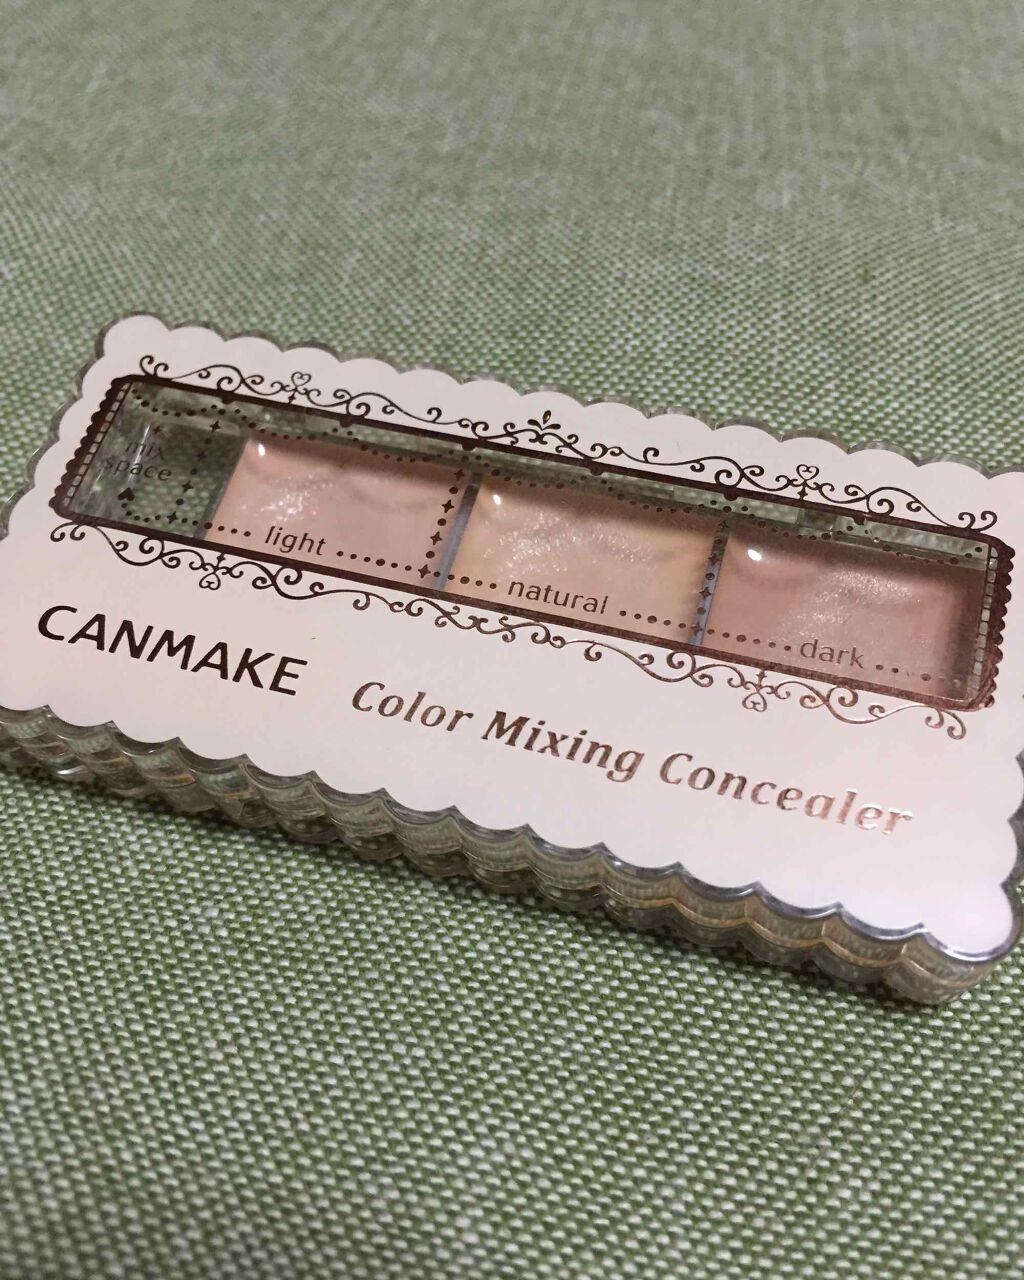 mix
space
light
natural
dark
CANMAKE
Color Mixing Concealer